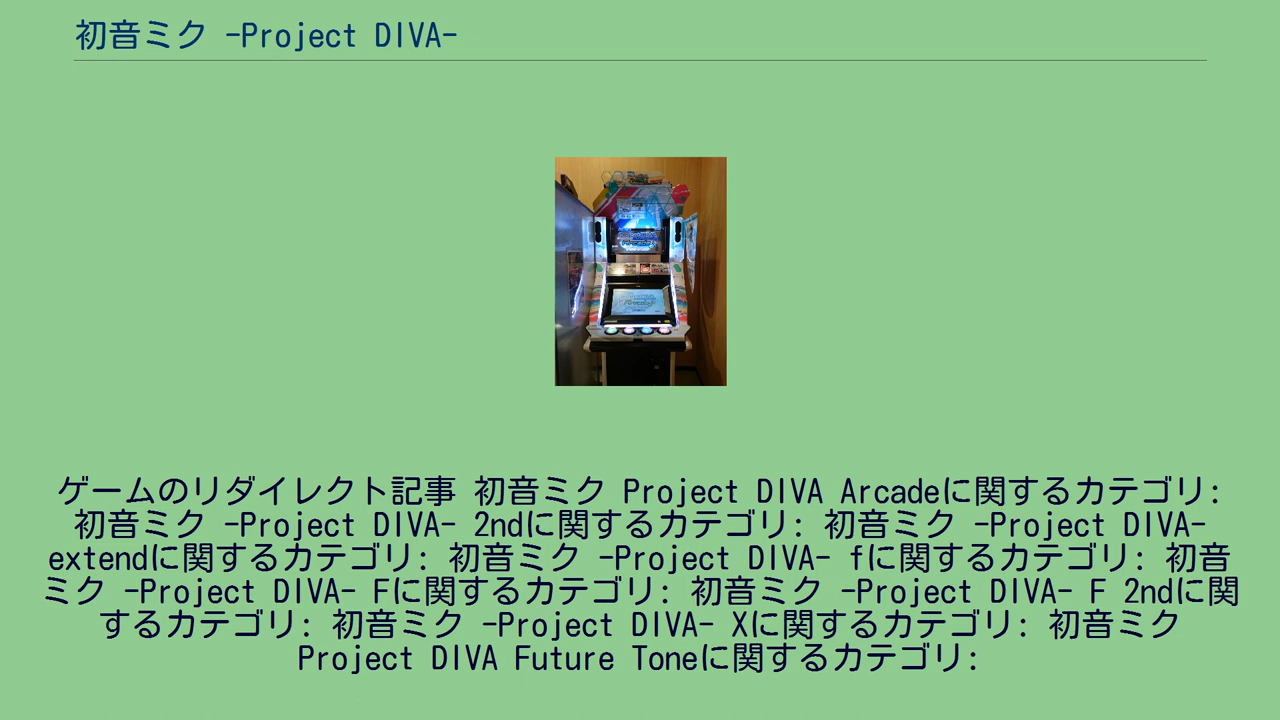 初音ミク -Project DIVA-
ゲームのリダイレクト記事 初音ミク Project DIVA Arcadeに関するカテゴリ:
初音ミク -Project DIVA- 2ndに関するカテゴリ: 初音ミク -Project DIVA-
extendに関するカテゴリ: 初音ミク -Project DIVA- fに関するカテゴリ: 初音
ミク -Project DIVA- Fに関するカテゴリ: 初音ミク -Project DIVA- F 2ndに関
するカテゴリ: 初音ミク -Project DIVA- Xに関するカテゴリ: 初音ミク
Project DIVA Future Toneに関するカテゴリ: